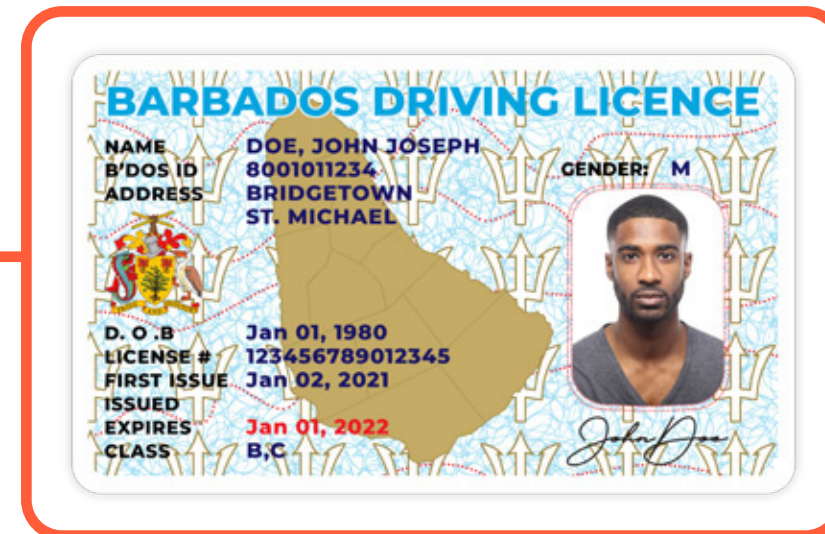 BARBADOS DRIVING LICENCE
NAME DOE, JOHN JOSEPH
B'DOS ID 8001011234 GENDER: M
ADDRESS BRIDGETOWN
ST. MICHAEL
D. O .B Jan 01, 1980
LICENSE # 123456789012345
FIRST ISSUE Jan 02, 2021
ISSUED
EXPIRES Jan 01, 2022
CLASS B,C
John Doe